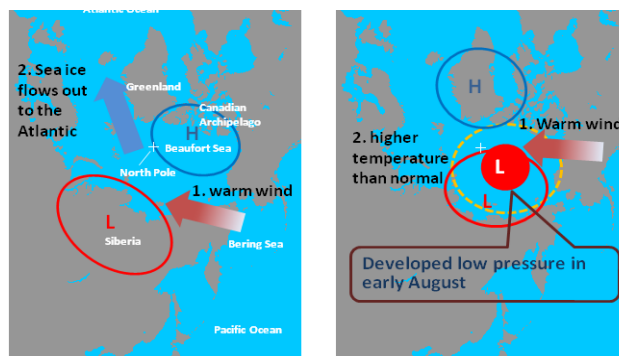 Atlantic Ocean
2. Sea ice
flows out
to the
Atlantic
Greenland
Canadian
Archipelago
H
Beaufort Sea
North Pole
1. warm wind
L
Siberia
Bering Sea
Pacific Ocean
H
1. Warm wind
2. higher
temperature
than normal
L
L
Developed low pressure in
early August